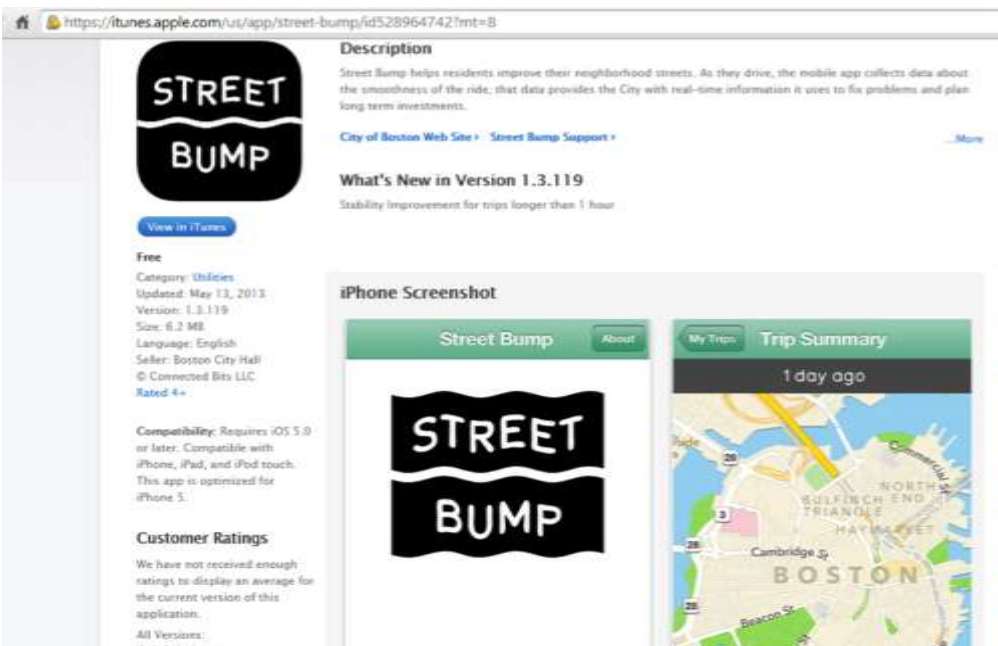 https://itunes.apple.com/us/app/street-bump/id528964742?mt=8
STREET
BUMP
View in iTunes
Free
Category: Utilities
Updated: May 13, 2013
Version: 1.3.119
Size: 6.2 MB
Language: English
Seller: Boston City Hall
© Connected Bits LLC
Rated 4+
Compatibility: Requires iOS 5.0
or later. Compatible with
iPhone, iPad, and iPod touch.
This app is optimized for
iPhone 5.
Customer Ratings
We have not received enough
ratings to display an average for
the current version of this
application.
All Versions:
Description
Street Bump helps residents improve their neighborhood streets. As they drive, the mobile app collects data about
the smoothness of the ride; that data provides the City with real-time information it uses to fix problems and plan
long term investments.
City of Boston Web Site Street Bump Support
...More
What's New in Version 1.3.119
Stability improvement for trips longer than 1 hour
iPhone Screenshot
Street Bump About
STREET
BUMP
My Trips Trip Summary
1 day ago
Commercial St
28
NORTH
END
BULFINCH
TRIANGLE
3
HAYMARKET
28
Cambridge St
BOSTON
28
Beacon St